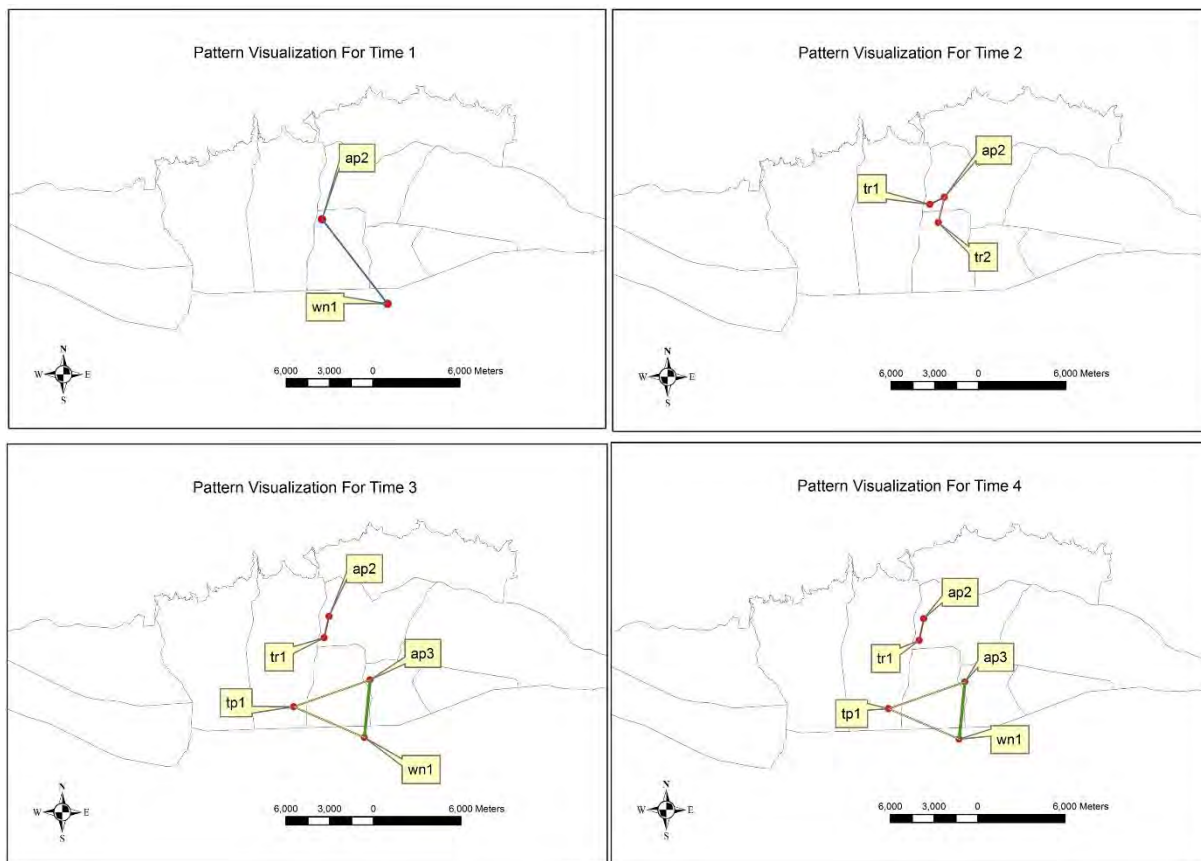 Pattern Visualization For Time 1
ap2
wn1
N
W E
S
6,000 3,000 0 6,000 Meters
Pattern Visualization For Time 2
ap2
tr1
tr2
N
W E
S
6,000 3,000 0 6,000 Meters
Pattern Visualization For Time 3
ap2
tr1
ap3
tp1
wn1
N
W E
S
6,000 3,000 0 6,000 Meters
Pattern Visualization For Time 4
ap2
tr1
ap3
tp1
wn1
N
W E
S
6,000 3,000 0 6,000 Meters